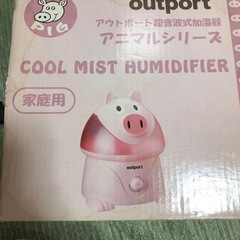 outport
PIG
アウトポート超音波式加湿器
アニマルシリーズ
COOL MIST HUMIDIFIER
家庭用
outport